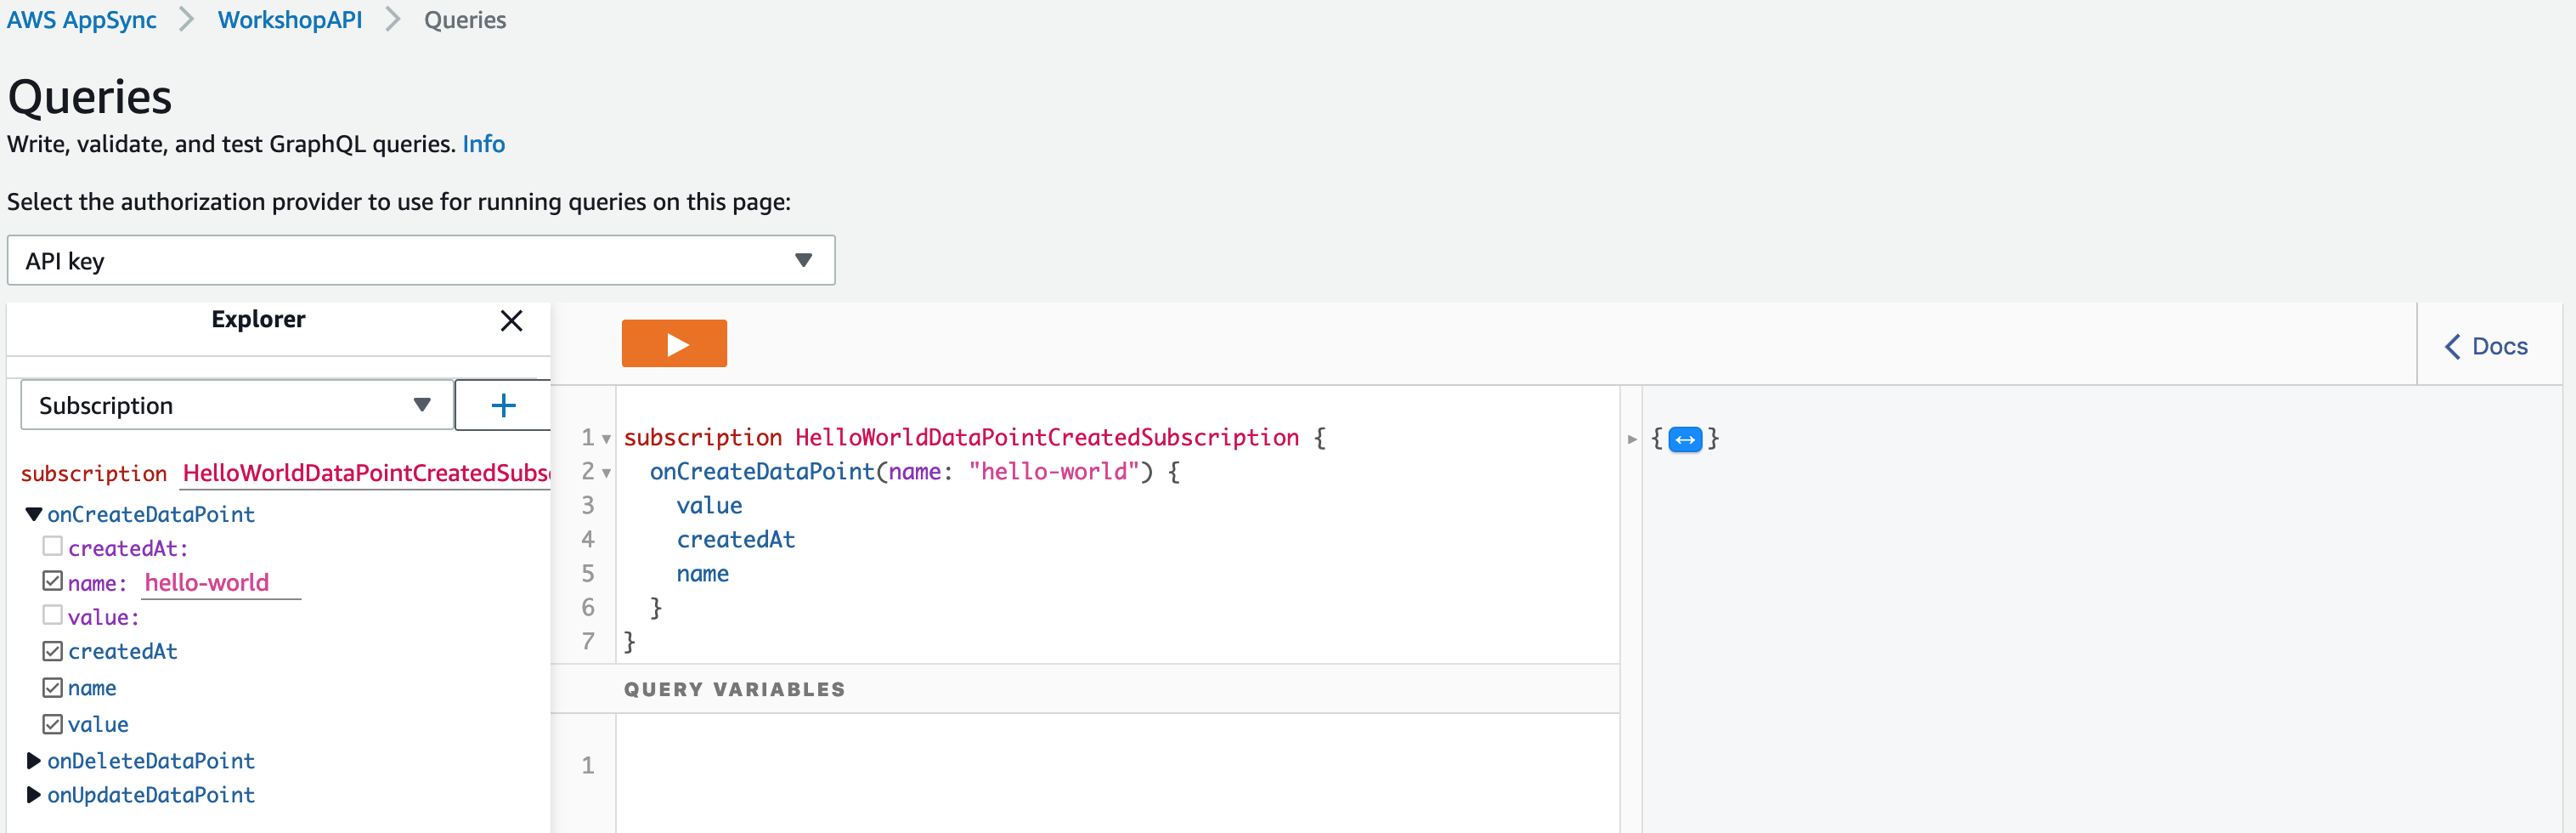 AWS AppSync > WorkshopAPI > Queries
Queries
Write, validate, and test GraphQL queries. Info
Select the authorization provider to use for running queries on this page:
API key
Explorer
Docs
Subscription
+
subscription HelloWorldDataPointCreatedSubs
onCreateDataPoint
createdAt:
name: hello-world
value:
createdAt
name
value
onDeleteDataPoint
onUpdateDataPoint
1 subscription HelloWorldDataPointCreatedSubscription {
2 onCreateDataPoint(name: "hello-world") {
3 value
4 createdAt
5 name
6 }
7 }
QUERY VARIABLES
1
{↔}